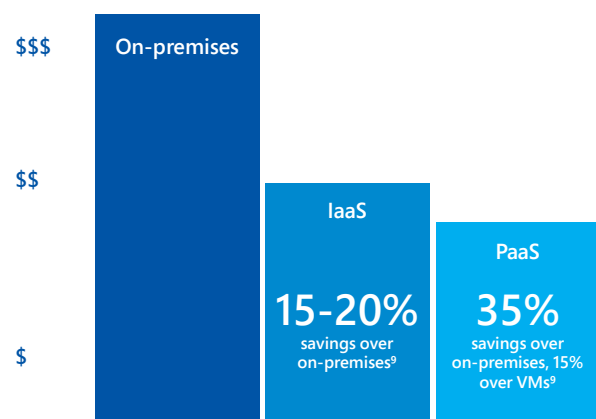 $$$
On-premises
$$
IaaS
PaaS
15-20%
savings over
on-premises⁹
35%
savings over
on-premises, 15%
over VMs⁹
$